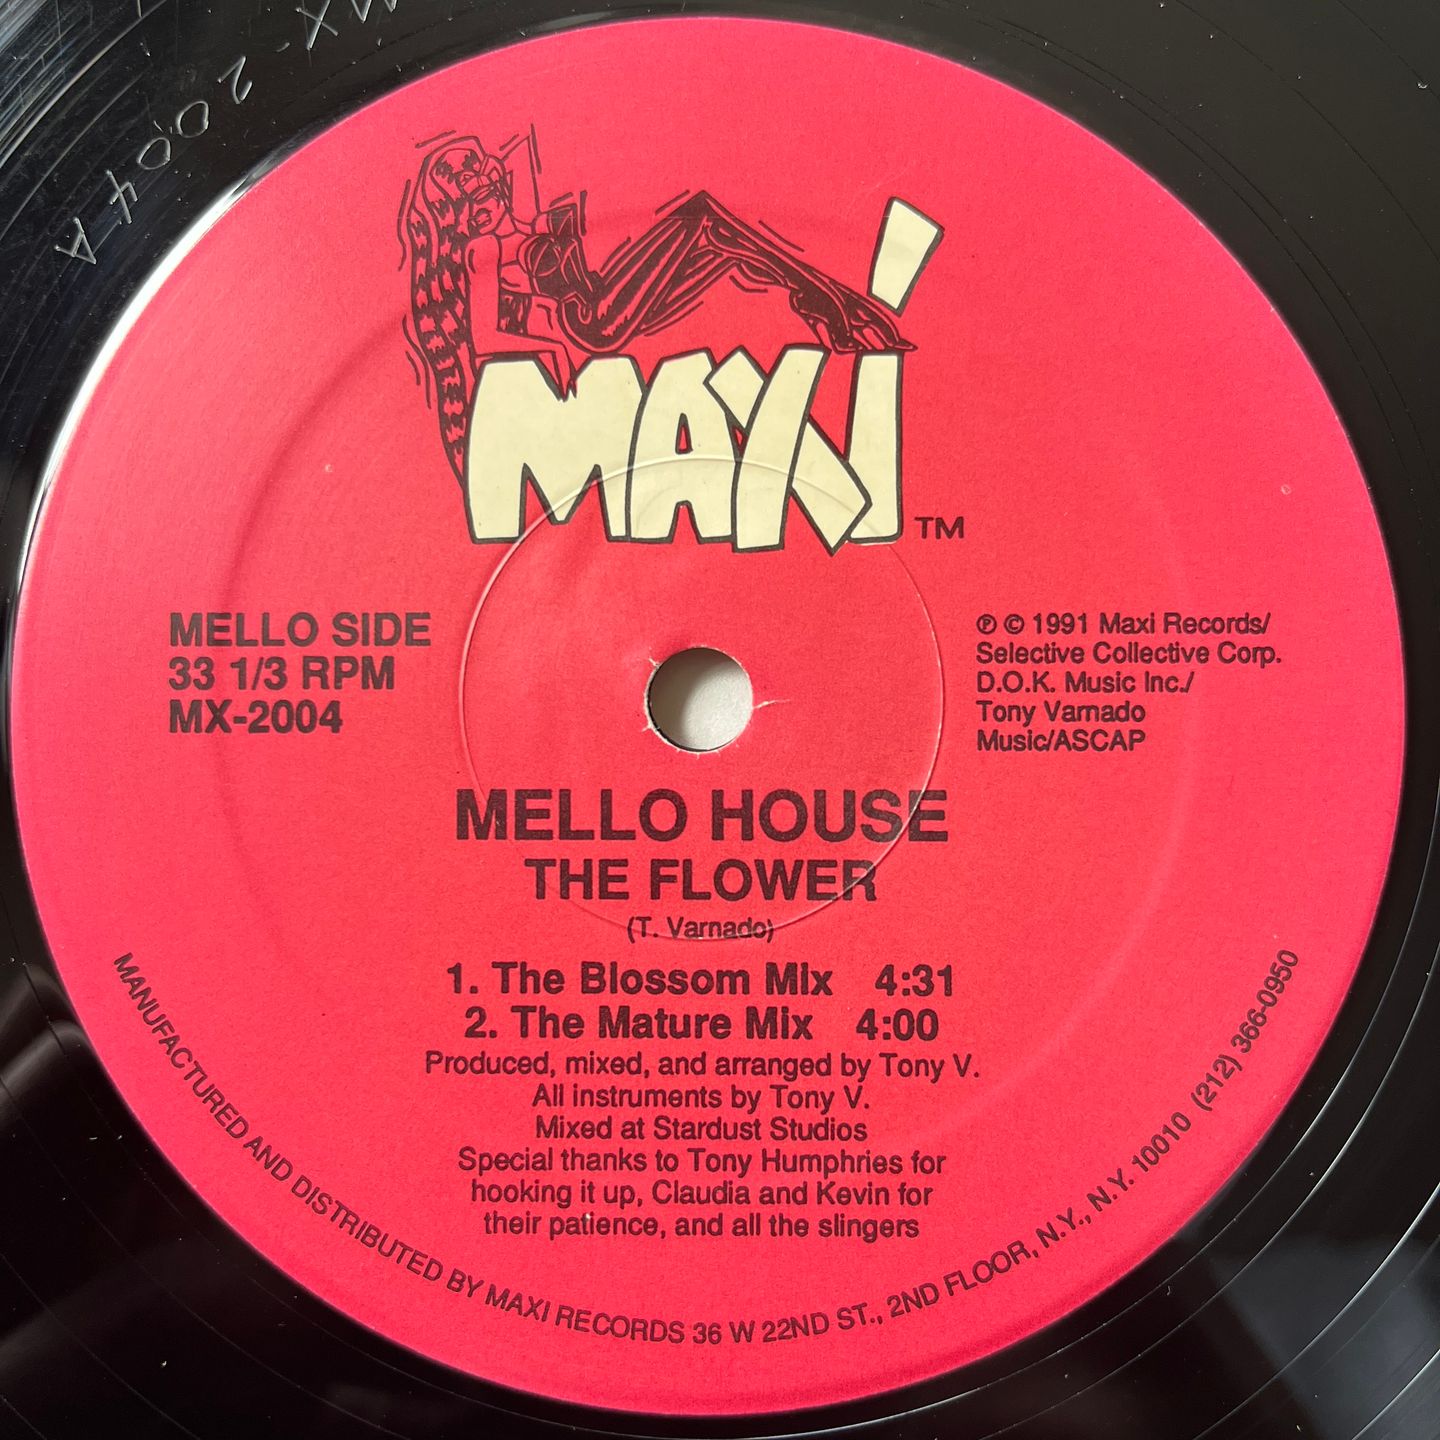 MX-2004A
MAXI
TM
MELLO SIDE
33 1/3 RPM
MX-2004
℗ © 1991 Maxi Records/
Selective Collective Corp.
D.O.K. Music Inc./
Tony Varnado
Music/ASCAP
MELLO HOUSE
THE FLOWER
(T. Varnado)
1. The Blossom Mix 4:31
2. The Mature Mix 4:00
Produced, mixed, and arranged by Tony V.
All instruments by Tony V.
Mixed at Stardust Studios
Special thanks to Tony Humphries for
hooking it up, Claudia and Kevin for
their patience, and all the slingers
MANUFACTURED AND DISTRIBUTED BY MAXI RECORDS 36 W 22ND ST., 2ND FLOOR, N.Y., N.Y. 10010 (212) 366-0950